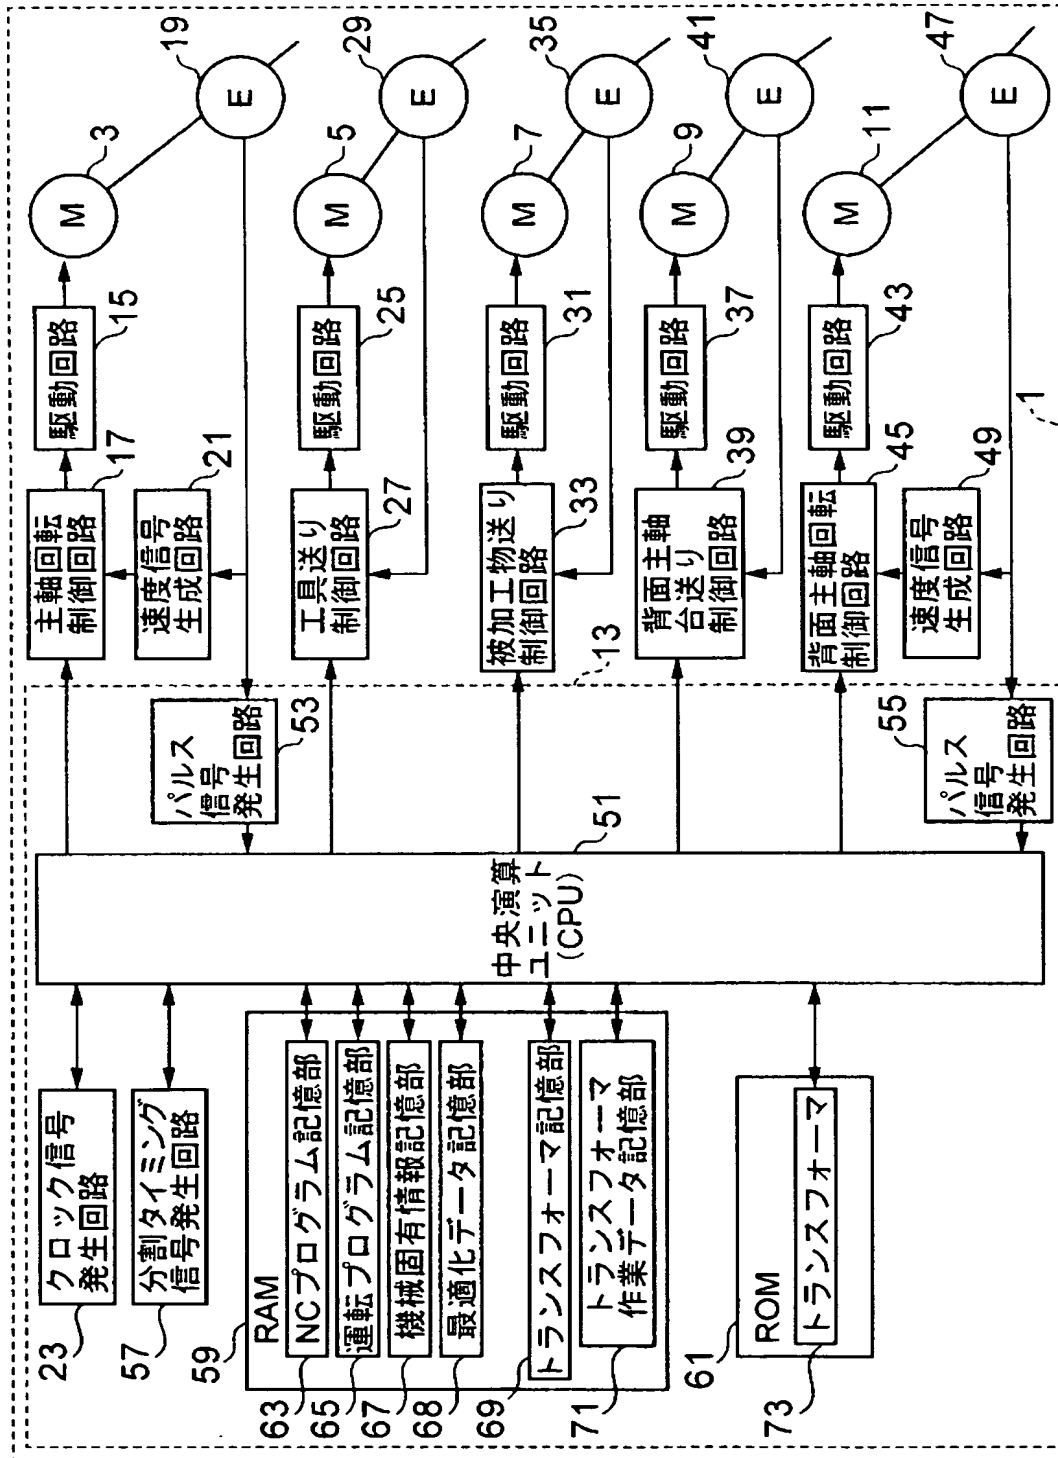 クロック信号
発生回路
23
分割タイミング
信号発生回路
57
59
RAM
63
NCプログラム記憶部
65
運転プログラム記憶部
67
機械固有情報記憶部
68
最適化データ記憶部
69
トランスフォーマ記憶部
71
トランスフォーマ
作業データ記憶部
61
ROM
73
トランスフォーマ
中央演算
ユニット
(CPU)
51
パルス
信号
発生回路
53
パルス
信号
発生回路
55
13
主軸回転
制御回路
17
速度信号
生成回路
21
駆動回路
15
M
3
E
19
工具送り
制御回路
27
駆動回路
25
M
5
E
29
被加工物送り
制御回路
33
駆動回路
31
M
7
E
35
背面主軸
台送り
制御回路
39
駆動回路
37
M
9
E
41
背面主軸回転
制御回路
45
速度信号
生成回路
49
駆動回路
43
M
11
E
47
1